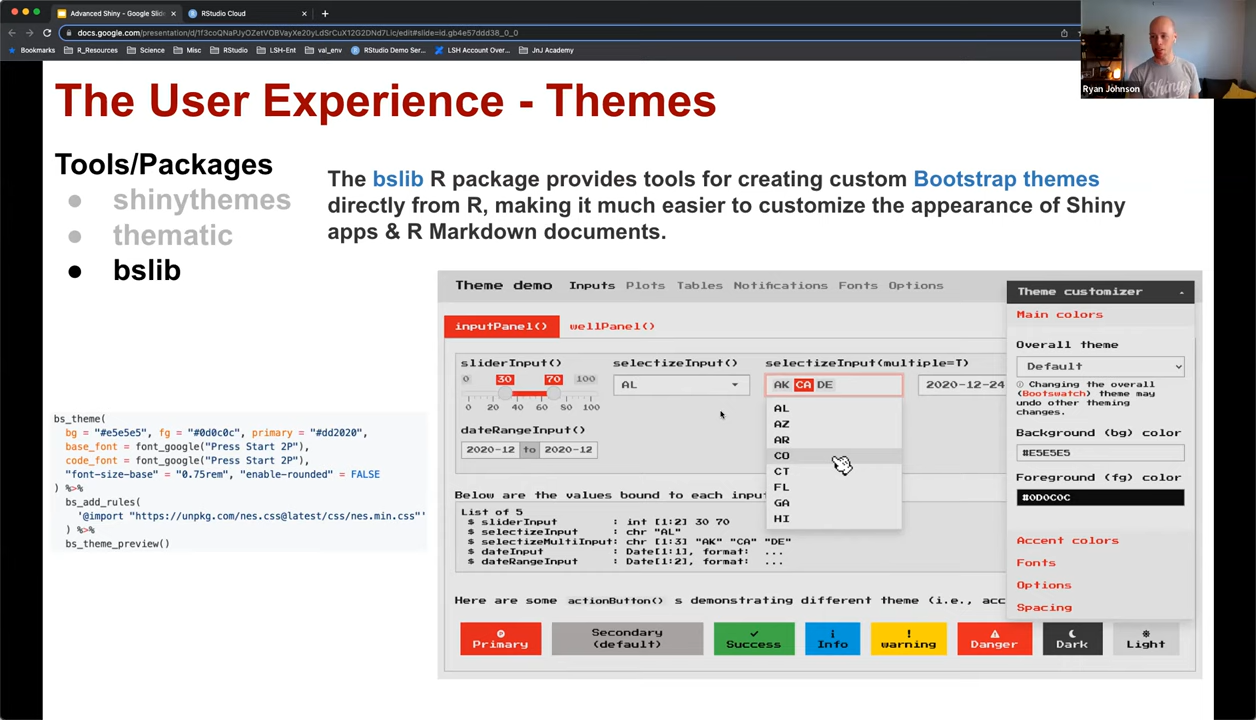 Advanced Shiny - Google Slid
RStudio Cloud
docs.google.com/presentation/d/1f3coQNaPJyOZetVOBVayXe20yLdSrCuX12G2DNd7LIc/edit#slide=id.gb4e57ddd38_0_0
Bookmarks R_Resources Science Misc RStudio LSH-Ent val_env RStudio Demo Ser... LSH Account Over... JnJ Academy
Ryan Johnson
The User Experience - Themes
Tools/Packages
● shinythemes
● thematic
● bslib
The bslib R package provides tools for creating custom Bootstrap themes
directly from R, making it much easier to customize the appearance of Shiny
apps & R Markdown documents.
bs_theme(
bg = "#e5e5e5", fg = "#0d0c0c", primary = "#dd2020",
base_font = font_google("Press Start 2P"),
code_font = font_google("Press Start 2P"),
"font-size-base" = "0.75rem", "enable-rounded" = FALSE
) %>%
bs_add_rules(
'@import "https://unpkg.com/nes.css@latest/css/nes.min.css"'
) %>%
bs_theme_preview()
Theme demo Inputs Plots Tables Notifications Fonts Options
inputPanel() wellPanel()
sliderInput() selectizeInput() selectizeInput(multiple=T)
0 30 70 100
0 20 40 60 80 100
AL
AK CA DE
2020-12-24
AL
AZ
AR
CO
CT
FL
GA
HI
dateRangeInput()
2020-12 to 2020-12
Below are the values bound to each input
List of 5
$ sliderInput : int [1:2] 30 70
$ selectizeInput : chr "AL"
$ selectizeMultiInput: chr [1:3] "AK" "CA" "DE"
$ dateInput : Date[1:1], format: ...
$ dateRangeInput : Date[1:2], format: ...
Here are some actionButton() s demonstrating different theme (i.e., acc
Primary
Secondary
(default)
Success
Info
warning
Danger
Dark
Light
Theme customizer
Main colors
Overall theme
Default
Changing the overall
(Bootswatch) theme may
undo other theming
changes.
Background (bg) color
#E5E5E5
Foreground (fg) color
#0D0C0C
Accent colors
Fonts
Options
Spacing